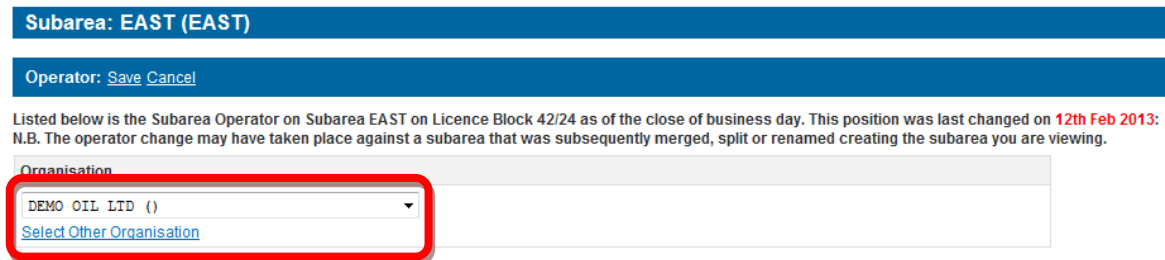 Subarea: EAST (EAST)
Operator: Save Cancel
Listed below is the Subarea Operator on Subarea EAST on Licence Block 42/24 as of the close of business day. This position was last changed on 12th Feb 2013:
N.B. The operator change may have taken place against a subarea that was subsequently merged, split or renamed creating the subarea you are viewing.
Organisation
DEMO OIL LTD ()
Select Other Organisation